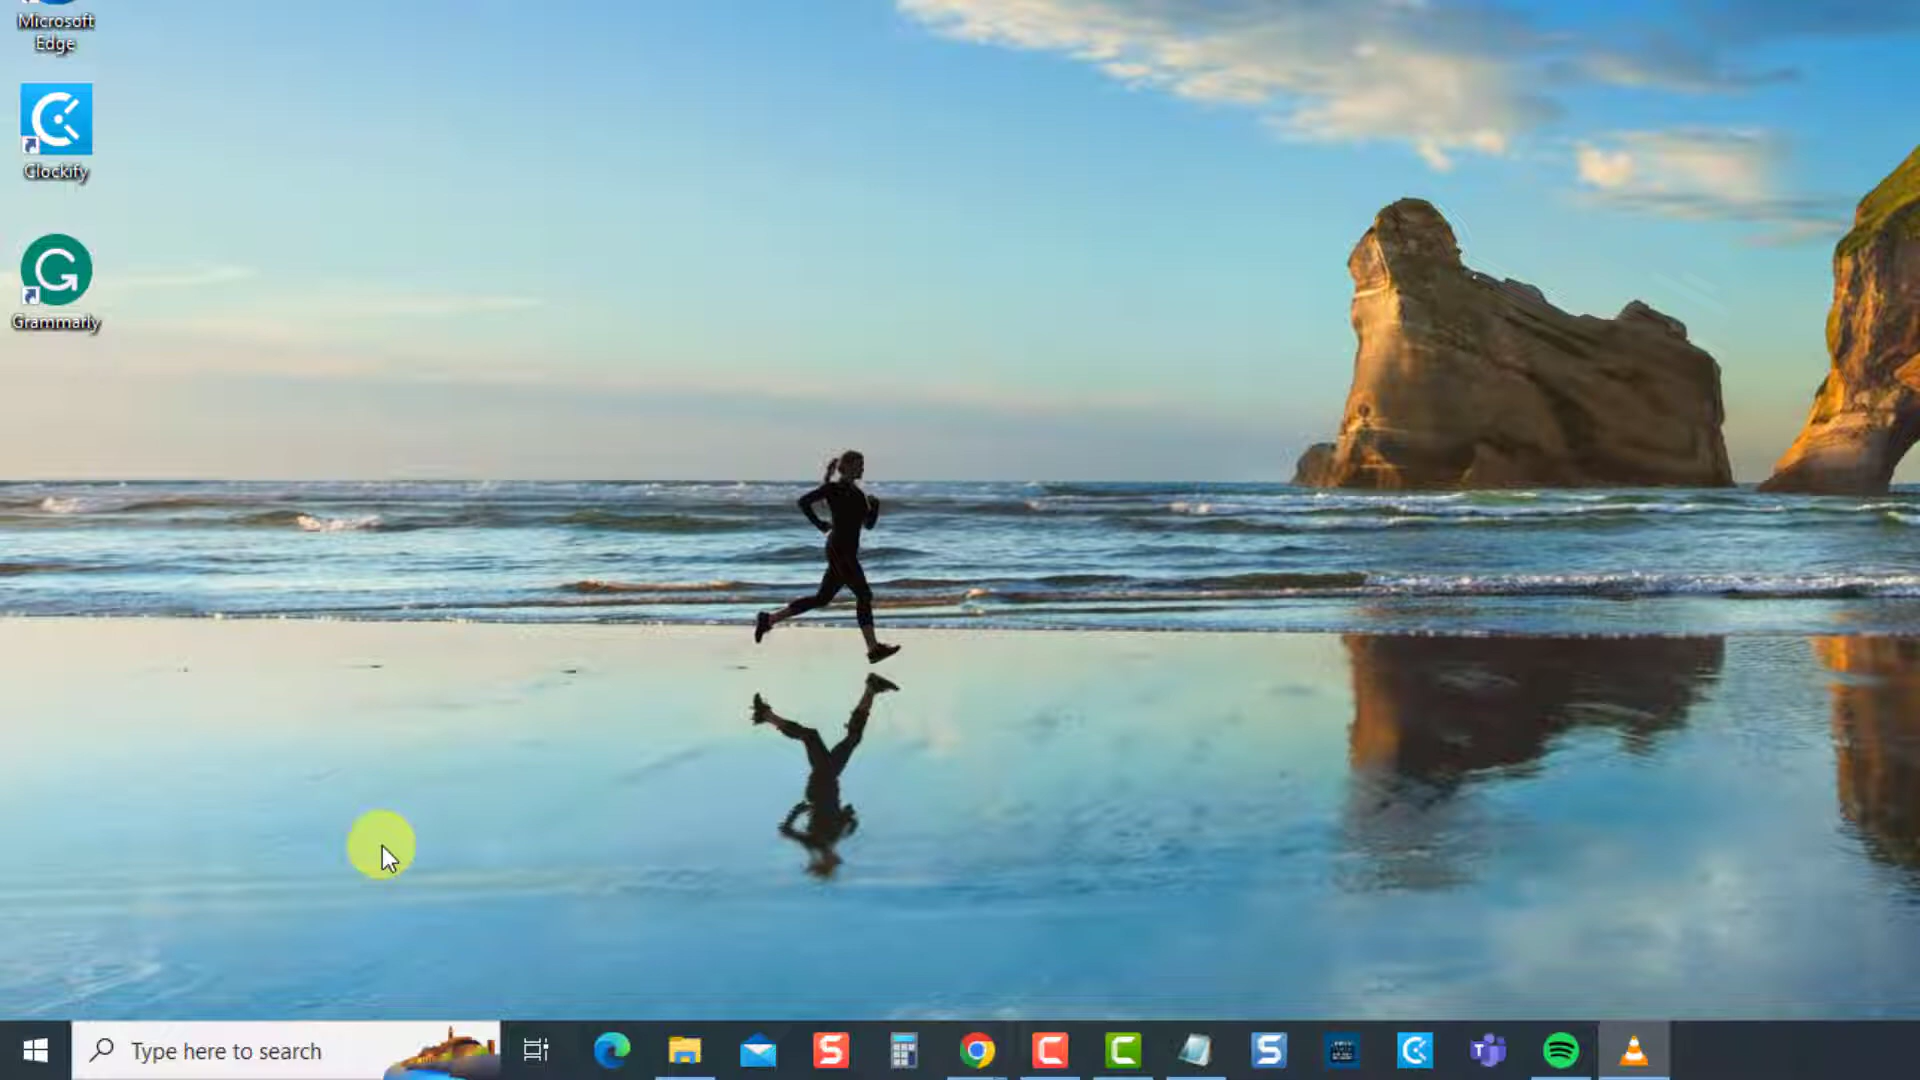 Microsoft
Edge
Clockify
Grammarly
Type here to search